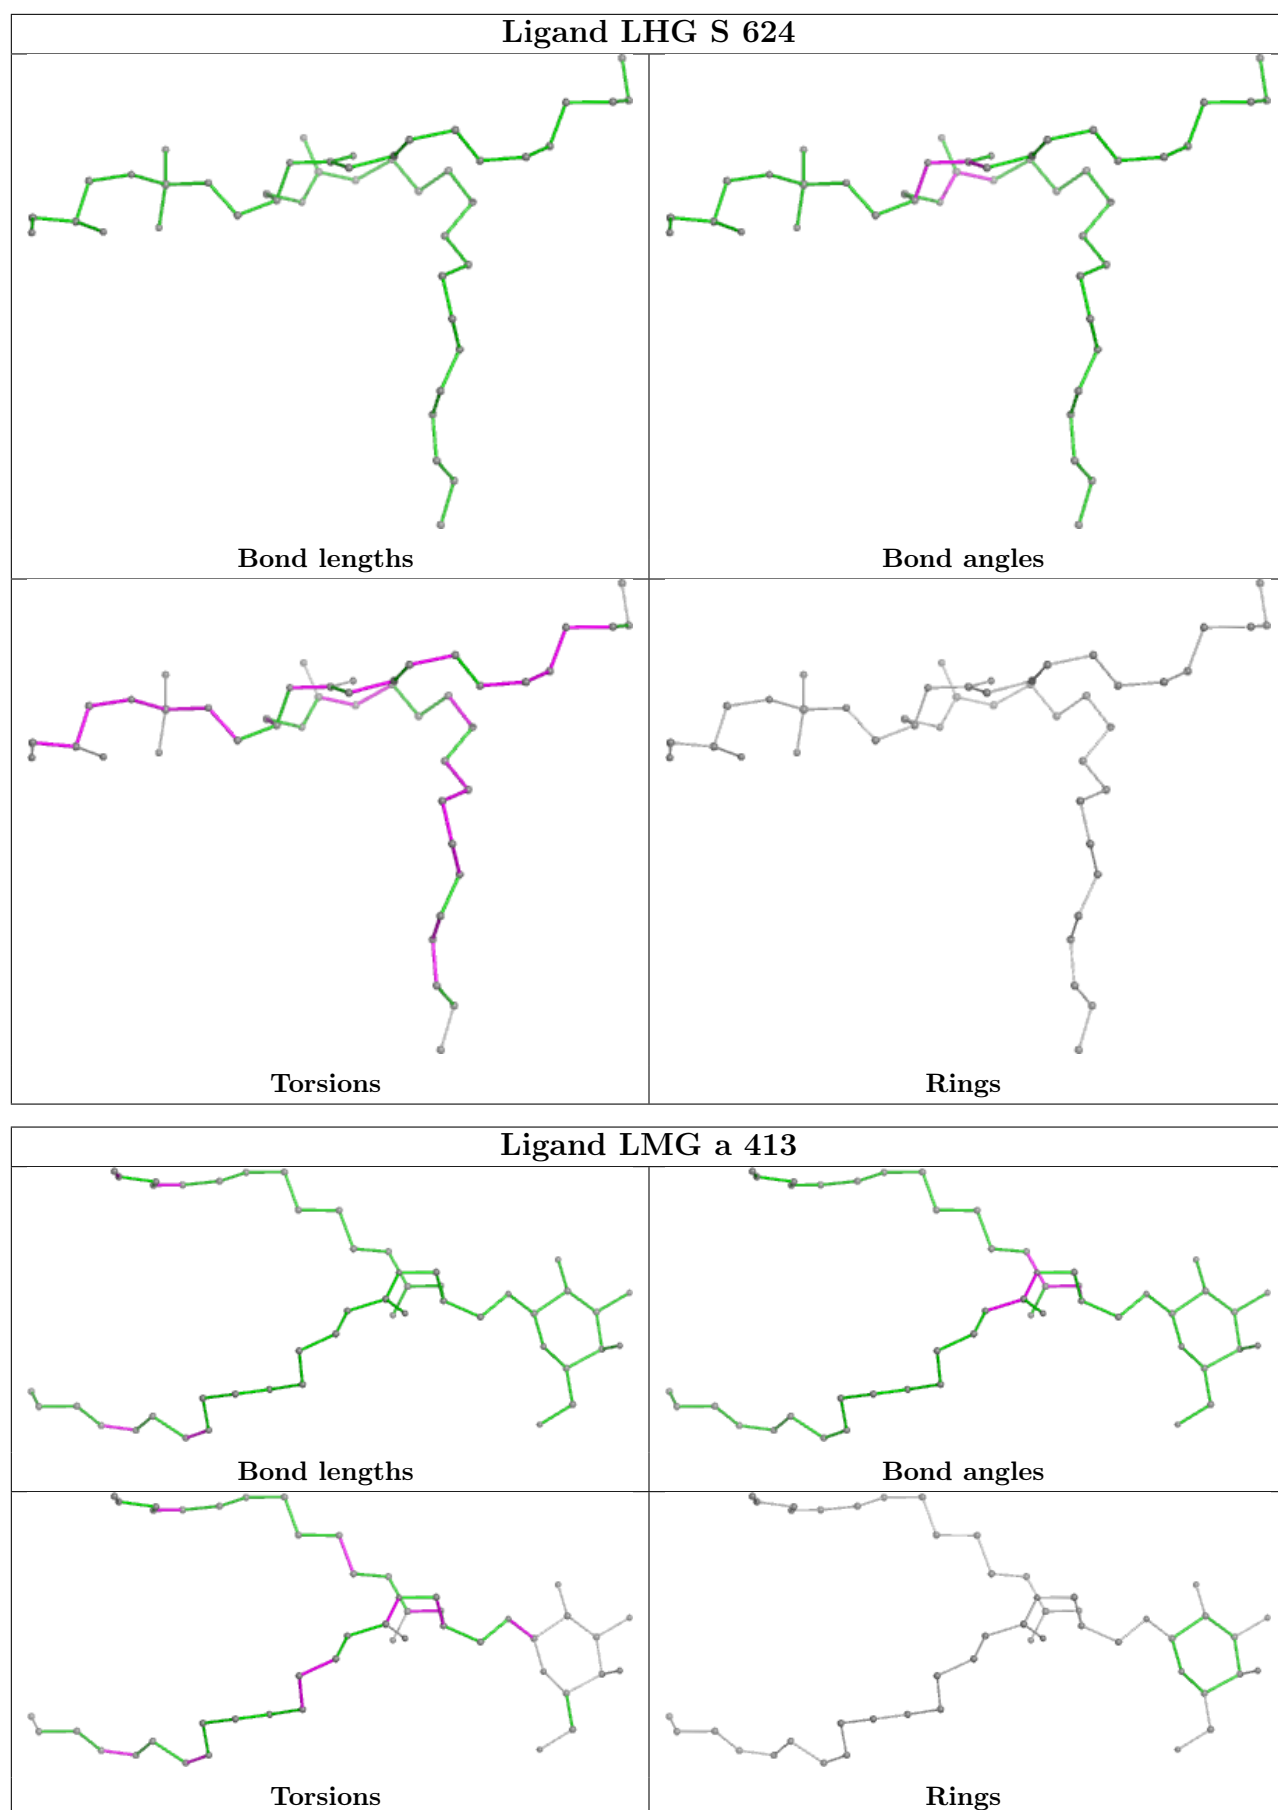 Ligand LHG S 624
Bond lengths
Bond angles
Torsions
Rings
Ligand LMG a 413
Bond lengths
Bond angles
Torsions
Rings